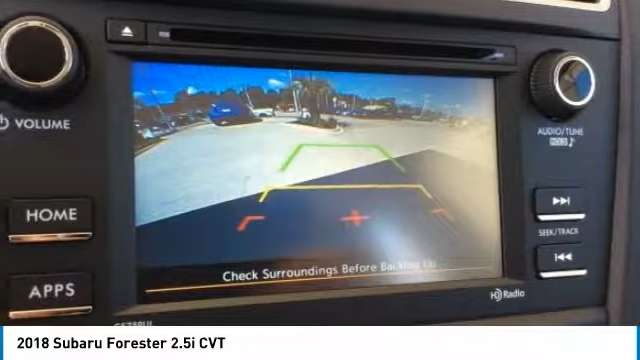 VOLUME
AUDIO/TUNE
HOME
SEEK/TRACK
APPS
Check Surroundings Before Backing Up
HD Radio
2018 Subaru Forester 2.5i CVT